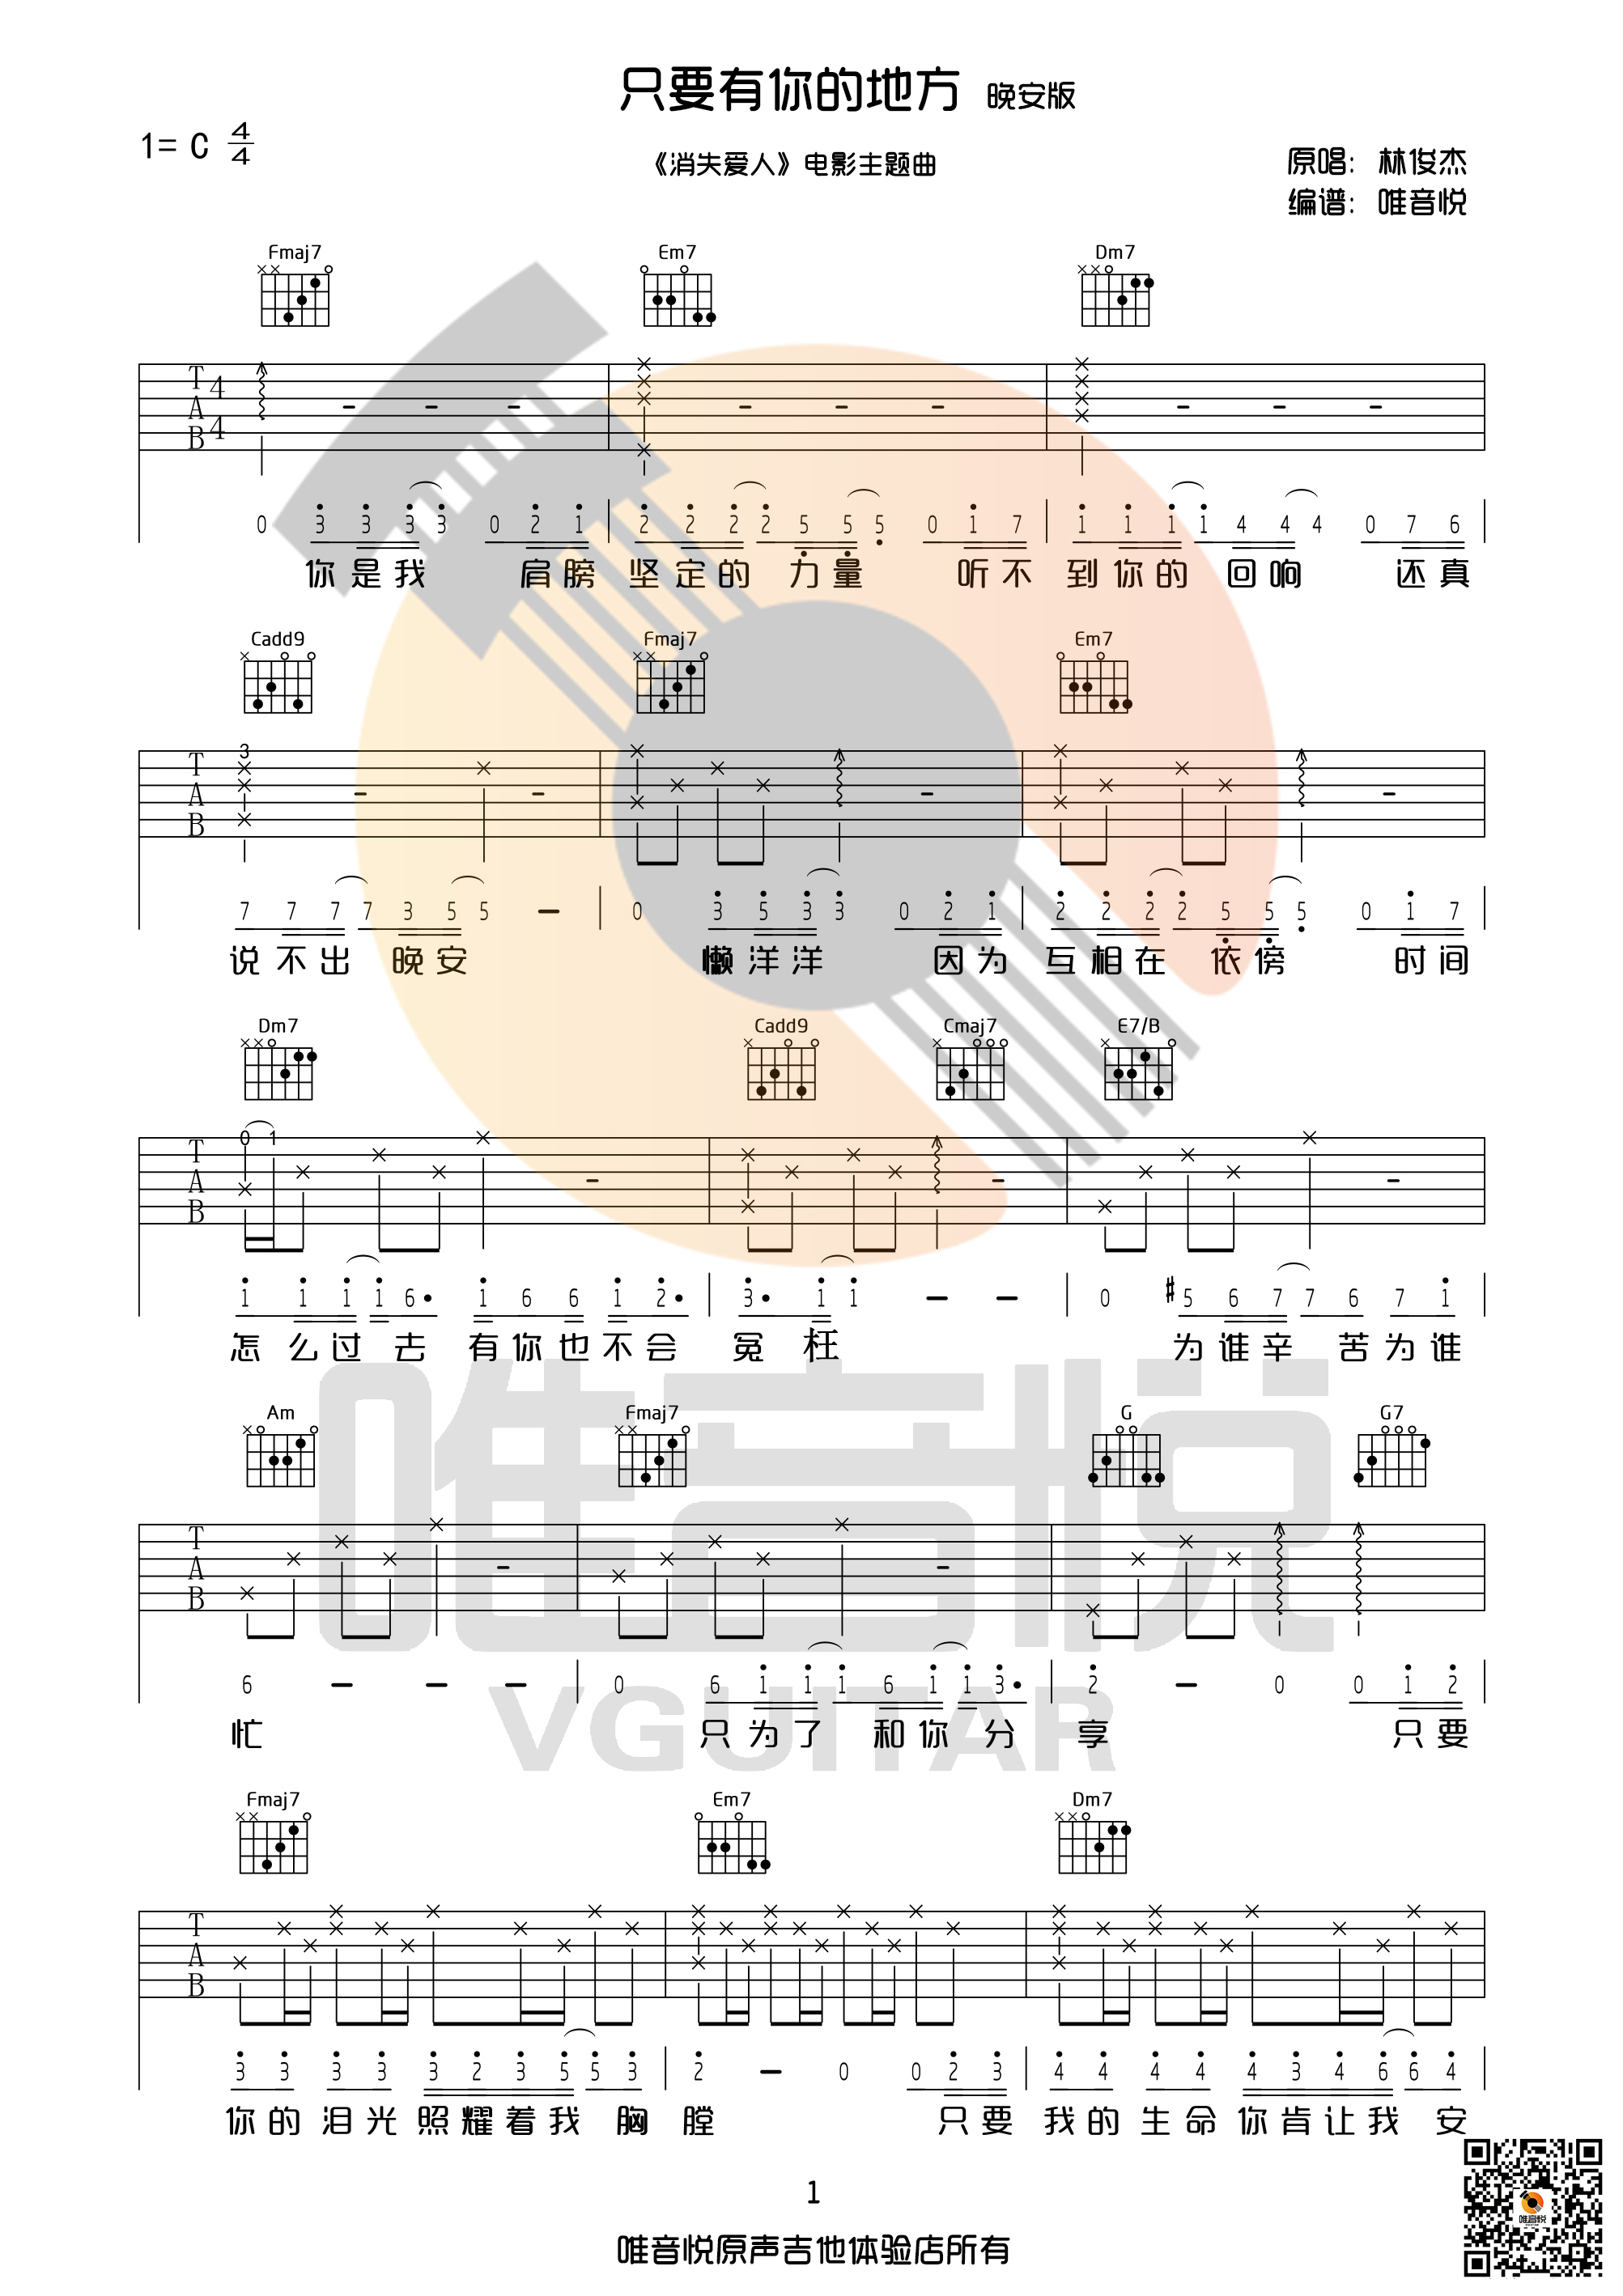 只要有你的地方 晚安版
1= C 4/4
《消失爱人》电影主题曲
原唱: 林俊杰
编谱: 唯音悦
Fmaj7 Em7 Dm7
T A B 4 4
0 3 3 3 3 0 2 1 2 2 2 2 5 5 5 0 1 7 1 1 1 1 4 4 4 0 7 6
你是我 肩膀 坚定的 力量 听不 到你的 回响 还真
Cadd9 Fmaj7 Em7
3
T A B
7 7 7 7 3 5 5 - 0 3 5 3 3 0 2 1 2 2 2 2 5 5 5 0 1 7
说不出 晚安 懒洋洋 因为 互相在 依傍 时间
Dm7 Cadd9 Cmaj7 E7/B
0 1
T A B
1 1 1 1 6· 1 6 6 1 2· 3· 1 1 - - 0 #5 6 7 7 6 7 1
怎么过 去 有你也不会 冤枉 为谁辛 苦为谁
Am Fmaj7 G G7
T A B
6 - - - 0 6 1 1 1 6 1 1 3· 2 - 0 0 1 2
忙 只为了 和你 分 享 只要
Fmaj7 Em7 Dm7
T A B
3 3 3 3 3 2 3 5 5 3 2 - 0 0 2 3 4 4 4 4 4 3 4 6 6 4
你的泪光照耀着我 胸 膛 只要 我的生命你肯让我 安
1
唯音悦原声吉他体验店所有
唯音悦
VGUITAR
唯音悦